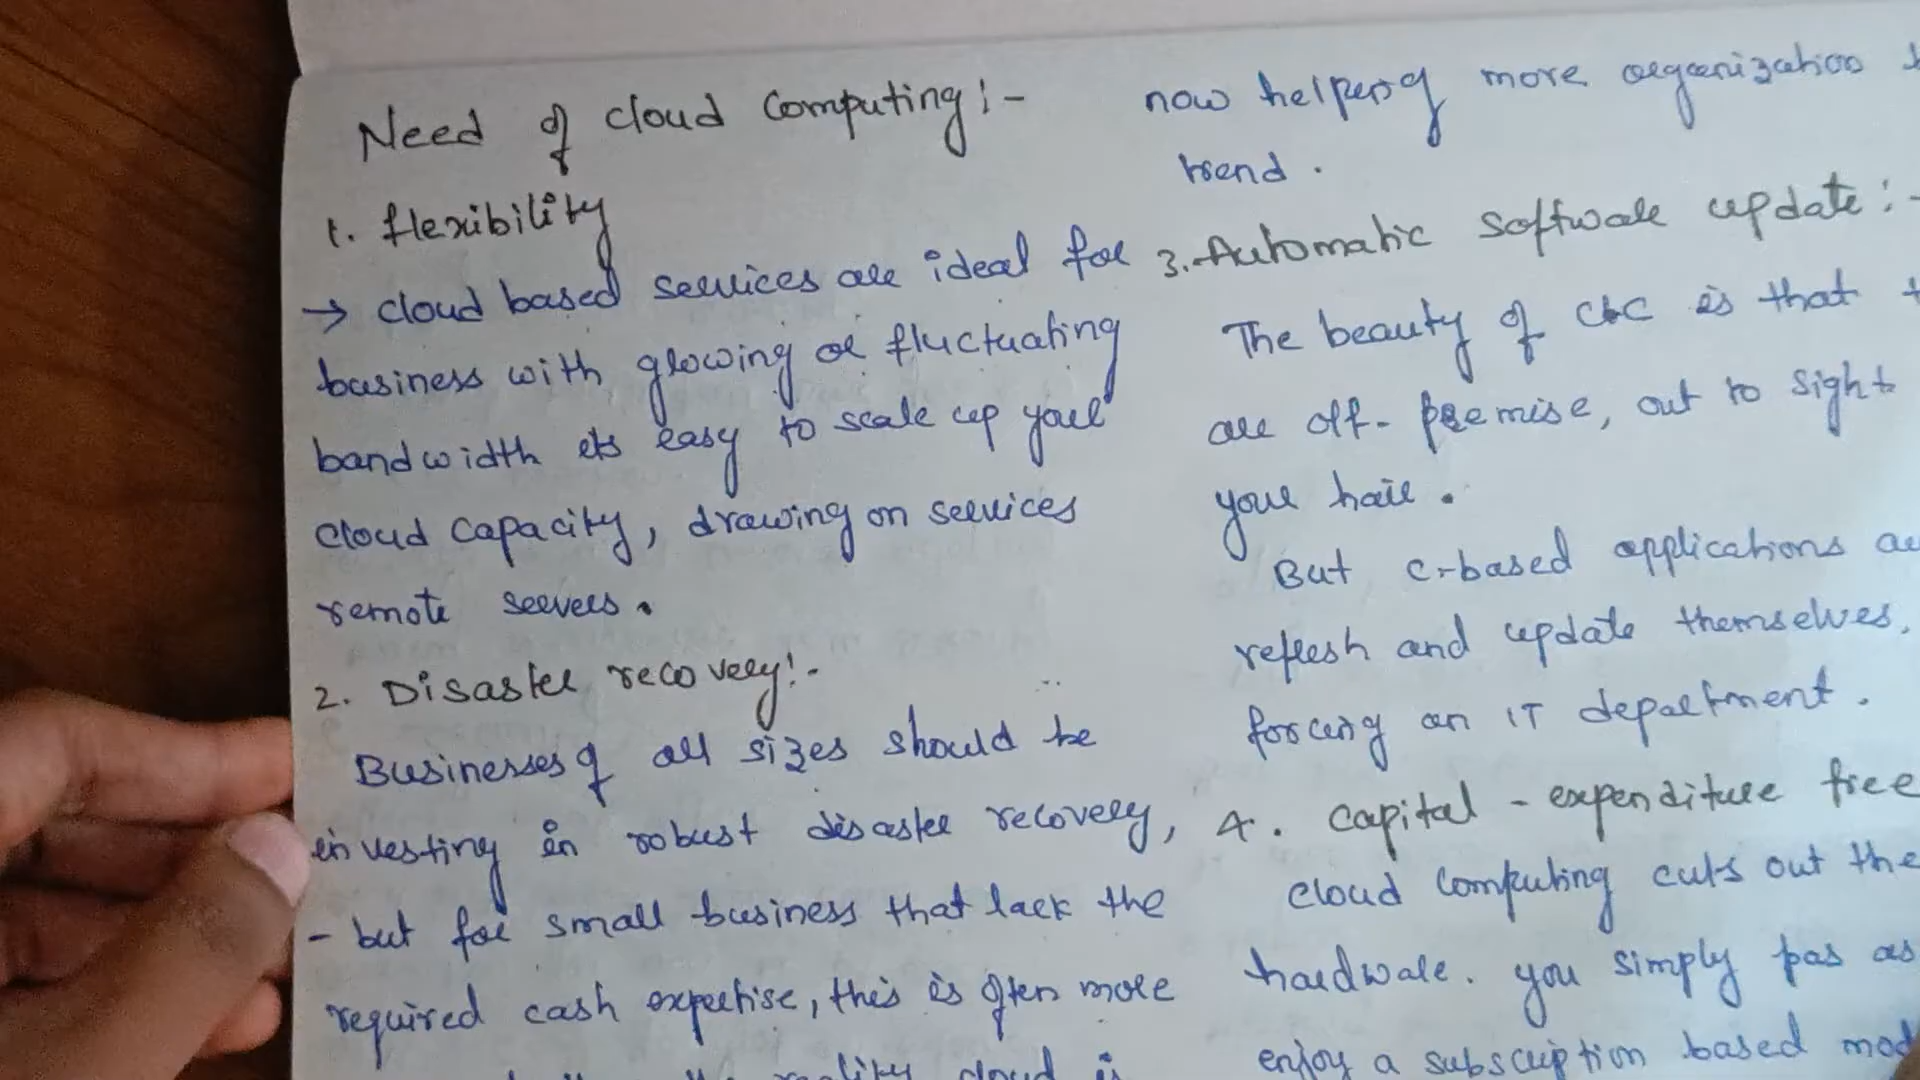 Need of cloud Computing:-
1. flexibility
→ cloud based services are ideal for
business with glowing or fluctuating
bandwidth its easy to scale up your
cloud capacity, drawing on services
remote servers.
2. Disaster recovery:-
Businesses of all sizes should be
investing in robust disaster recovery,
- but for small business that lack the
required cash expertise, this is often more
cloud is
now helping more organization
trend.
3. Automatic software update:-
The beauty of C&C is that
are off-premise, out to sight
your hair.
But c-based applications
refresh and update themselves,
forcing an IT department.
4. capital - expenditure free
cloud computing cuts out the
hardware. you simply pas as
enjoy a subscription based